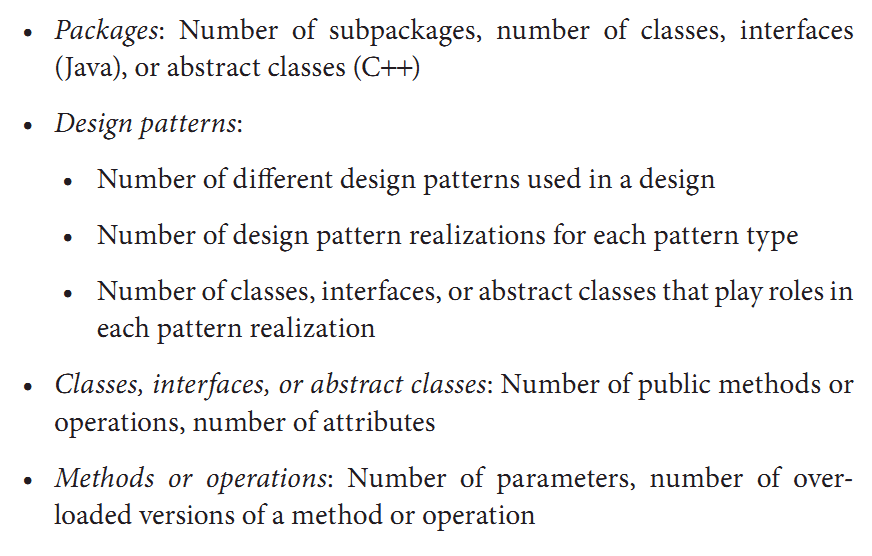 • Packages: Number of subpackages, number of classes, interfaces
(Java), or abstract classes (C++)
• Design patterns:
• Number of different design patterns used in a design
• Number of design pattern realizations for each pattern type
• Number of classes, interfaces, or abstract classes that play roles in
each pattern realization
• Classes, interfaces, or abstract classes: Number of public methods or
operations, number of attributes
• Methods or operations: Number of parameters, number of over-
loaded versions of a method or operation